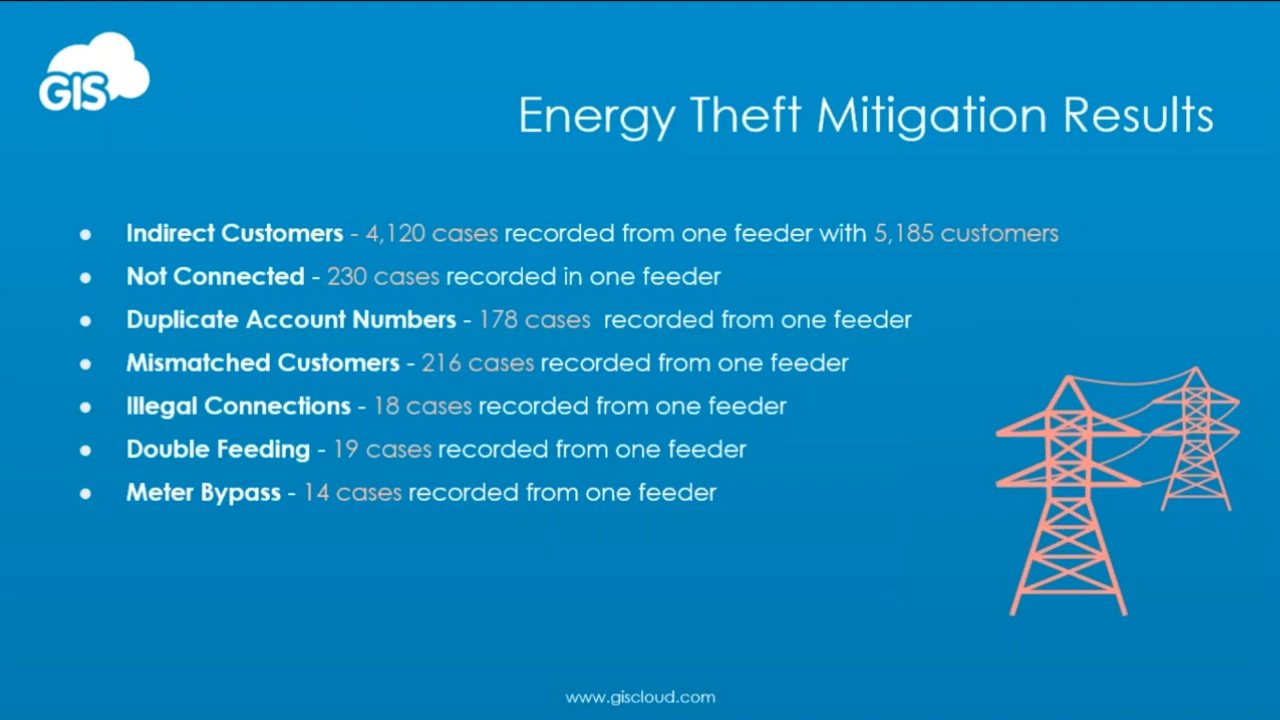 GIS
Energy Theft Mitigation Results
● Indirect Customers - 4,120 cases recorded from one feeder with 5,185 customers
● Not Connected - 230 cases recorded in one feeder
● Duplicate Account Numbers - 178 cases recorded from one feeder
● Mismatched Customers - 216 cases recorded from one feeder
● Illegal Connections - 18 cases recorded from one feeder
● Double Feeding - 19 cases recorded from one feeder
● Meter Bypass - 14 cases recorded from one feeder
www.giscloud.com